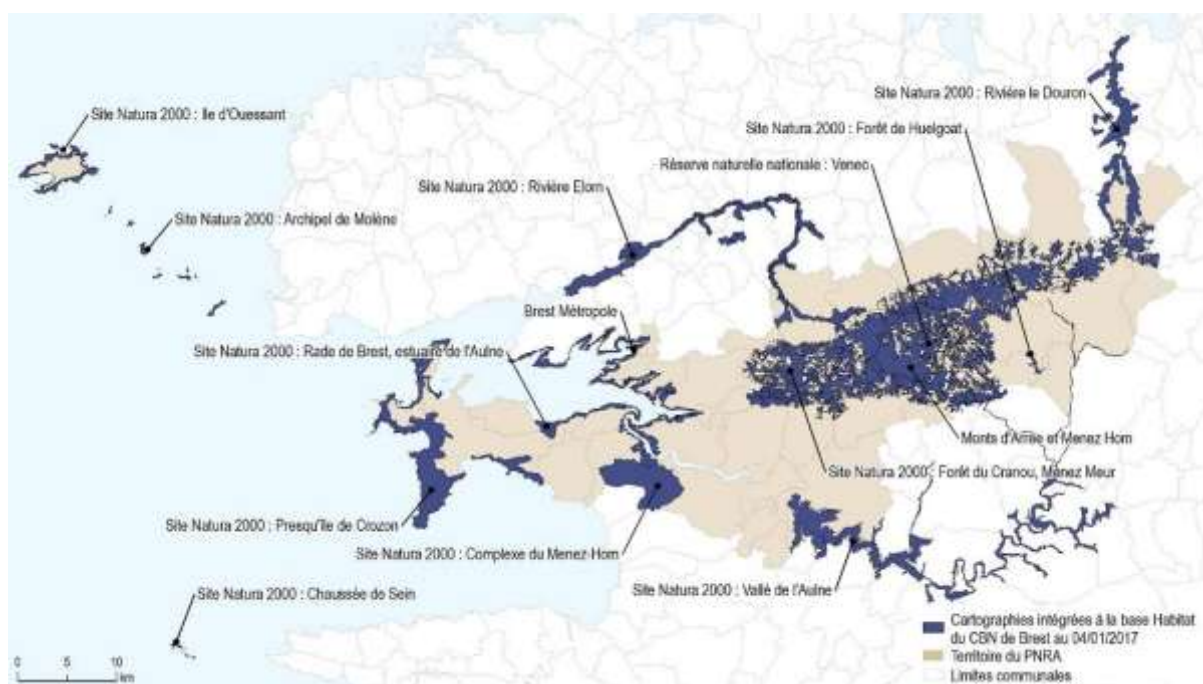 Site Natura 2000 : Rivière le Douron
Site Natura 2000 : Ile d'Ouessant
Site Natura 2000 : Forêt de Huelgoat
Réserve naturelle nationale : Venec
Site Natura 2000 : Rivière Elorn
Site Natura 2000 : Archipel de Molène
Brest Métropole
Site Natura 2000 : Rade de Brest, estuaire de l'Aulne
Monts d'Arrée et Menez Hom
Site Natura 2000 : Forêt du Cranou, Menez Meur
Site Natura 2000 : Presqu'île de Crozon
Site Natura 2000 : Complexe du Menez-Hom
Site Natura 2000 : Vallé de l'Aulne
Site Natura 2000 : Chaussée de Sein
Cartographies intégrées à la base Habitat
du CBN de Brest au 04/01/2017
Territoire du PNRA
Limites communales
0 5 10
km